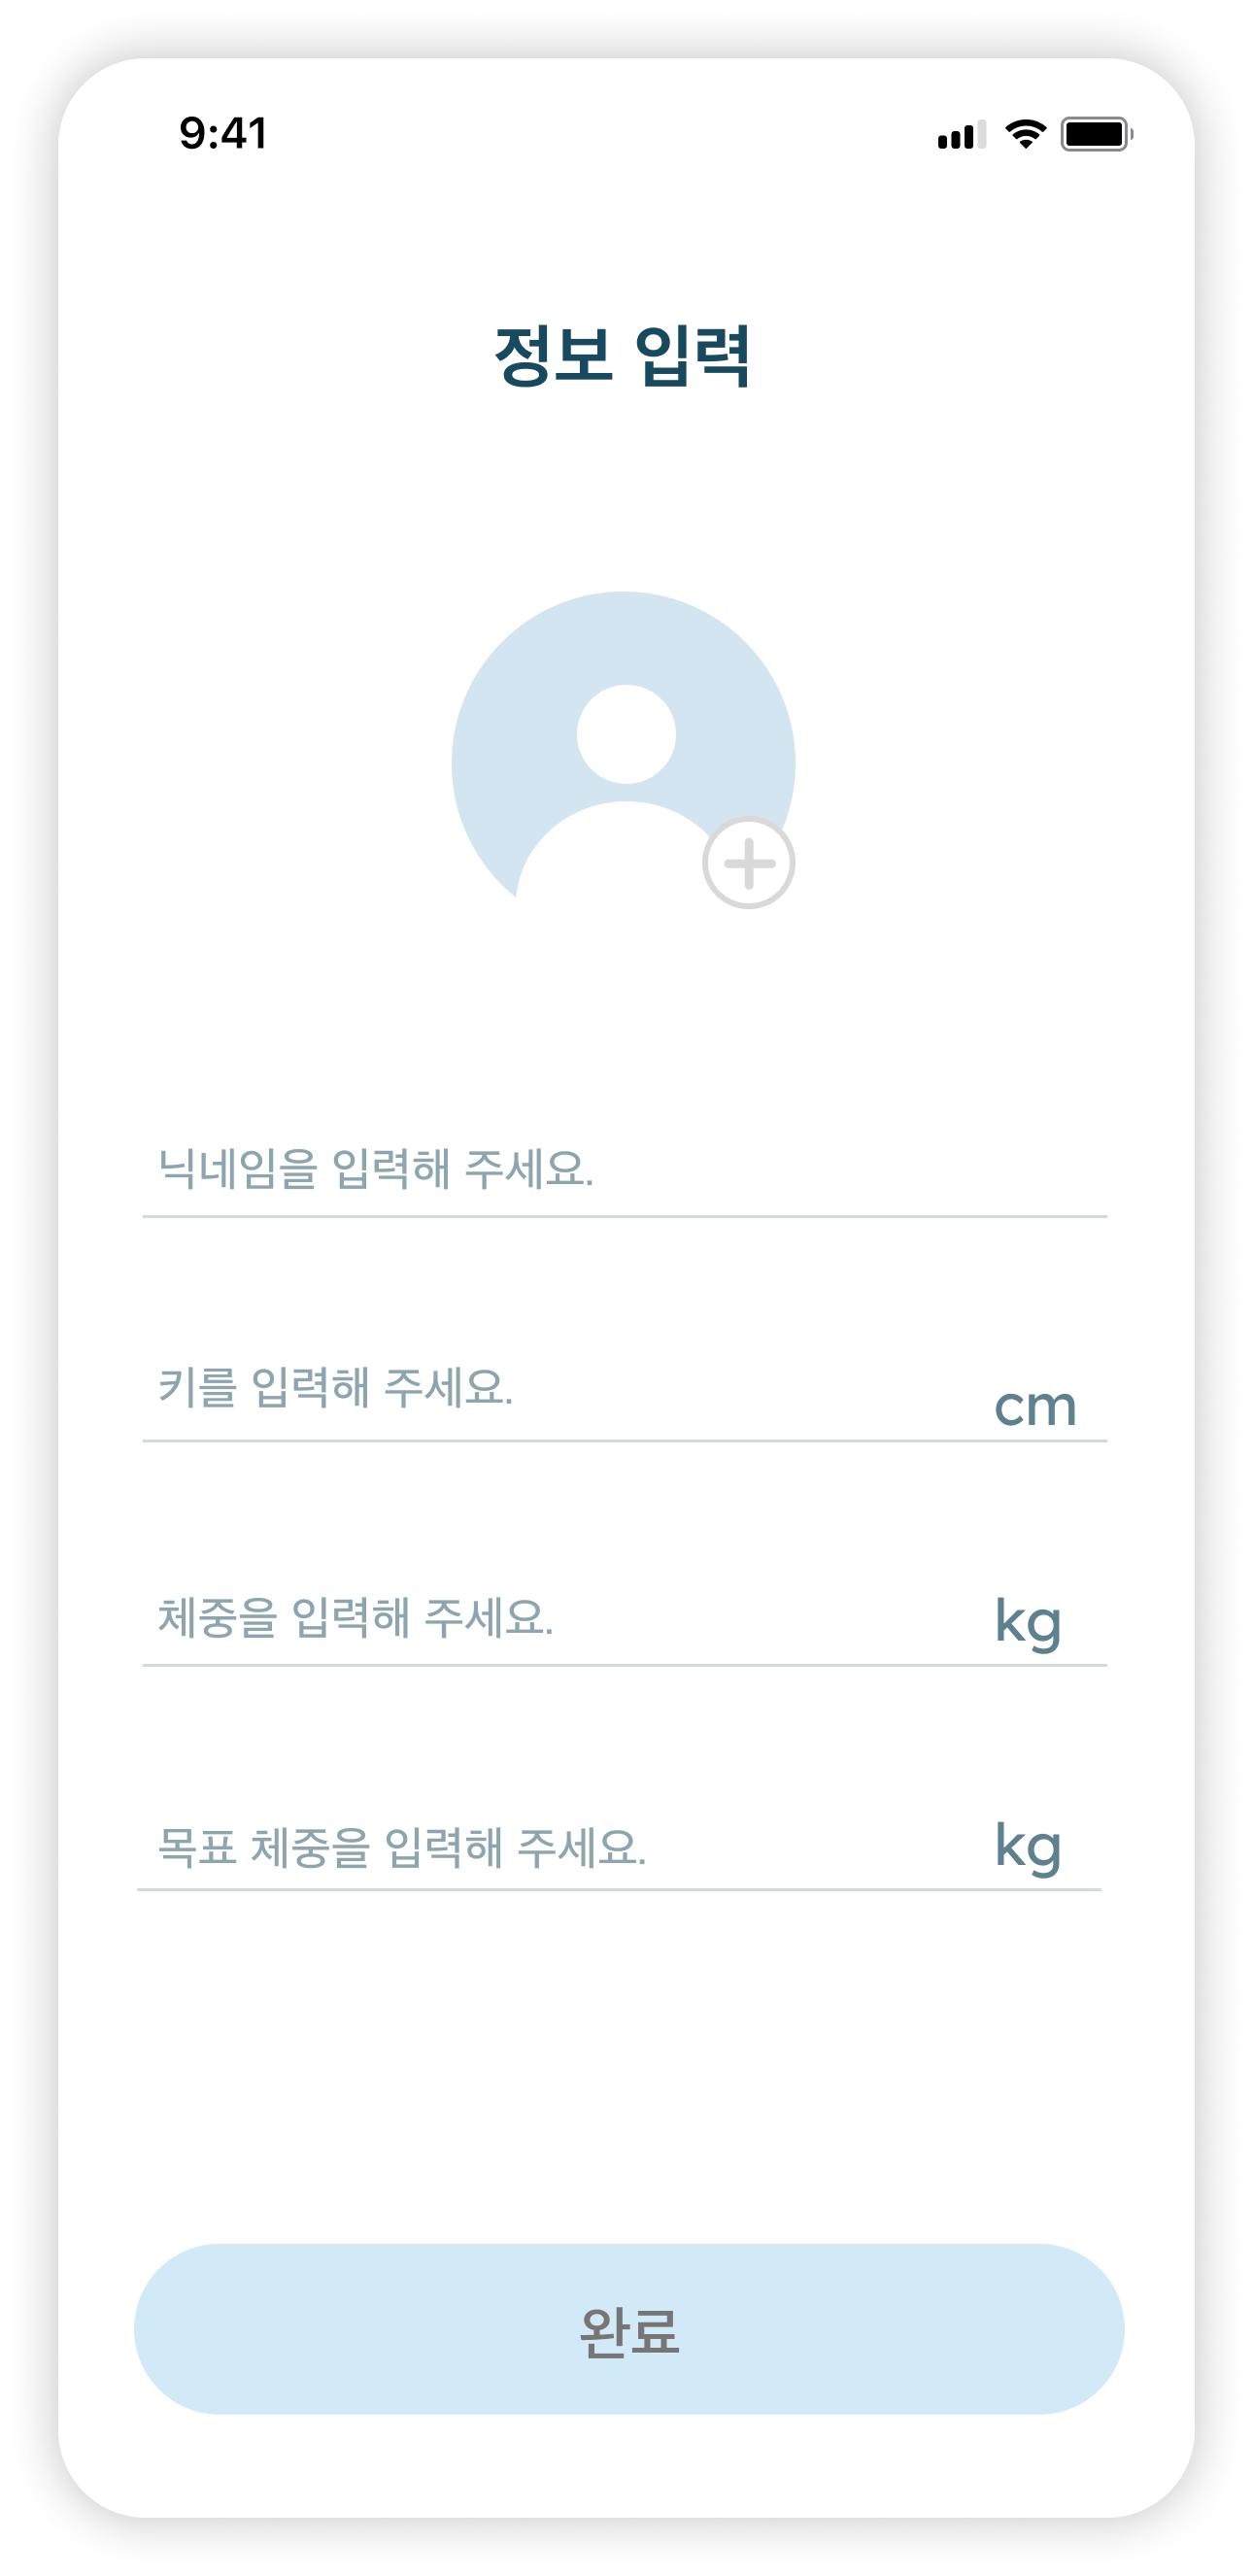 9:41
정보 입력
닉네임을 입력해 주세요.
키를 입력해 주세요.
cm
체중을 입력해 주세요.
kg
목표 체중을 입력해 주세요.
kg
완료